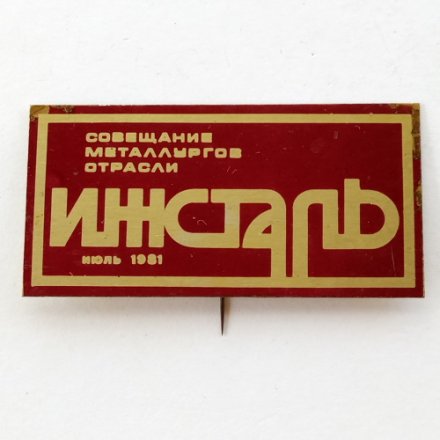 СОВЕЩАНИЕ
МЕТАЛЛУРГОВ
ОТРАСЛИ
ИЖСТАЛЬ
ИЮЛЬ 1981